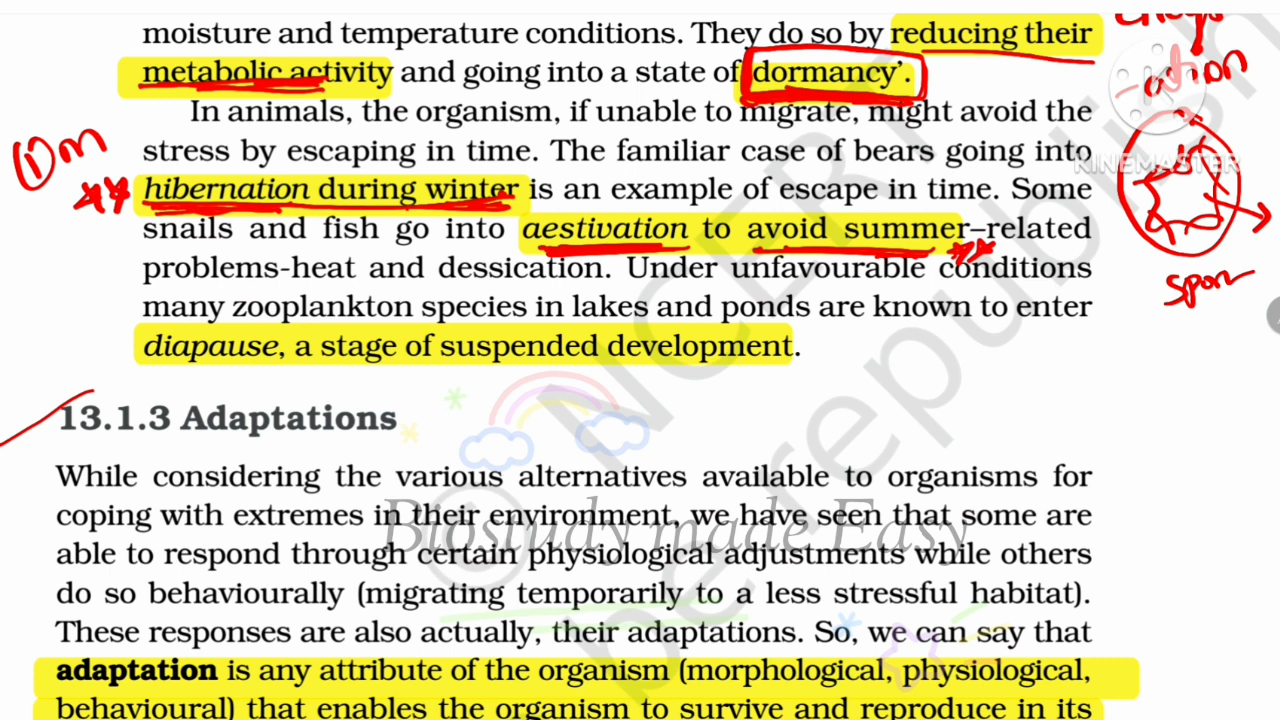 moisture and temperature conditions. They do so by reducing their
metabolic activity and going into a state of 'dormancy'.
-ation
In animals, the organism, if unable to migrate, might avoid the
① m
stress by escaping in time. The familiar case of bears going into
KINEMASTER
hibernation during winter is an example of escape in time. Some
snails and fish go into aestivation to avoid summer–related
problems-heat and dessication. Under unfavourable conditions
many zooplankton species in lakes and ponds are known to enter
diapause, a stage of suspended development.
13.1.3 Adaptations
While considering the various alternatives available to organisms for
coping with extremes in their environment, we have seen that some are
Biostudy made Easy
able to respond through certain physiological adjustments while others
do so behaviourally (migrating temporarily to a less stressful habitat).
These responses are also actually, their adaptations. So, we can say that
adaptation is any attribute of the organism (morphological, physiological,
behavioural) that enables the organism to survive and reproduce in its
© NCERT
be republish